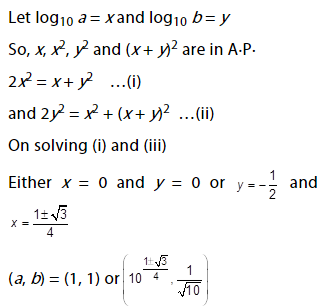 Let log₁₀ a = x and log₁₀ b = y
So, x, x², y² and (x + y)² are in A·P·
2x² = x + y² ...(i)
and 2y² = x² + (x + y)² ...(ii)
On solving (i) and (iii)
Either x = 0 and y = 0 or y = -1/2 and
x = (1±√3)/4
(a, b) = (1, 1) or (10^((1±√3)/4), 1/√10)